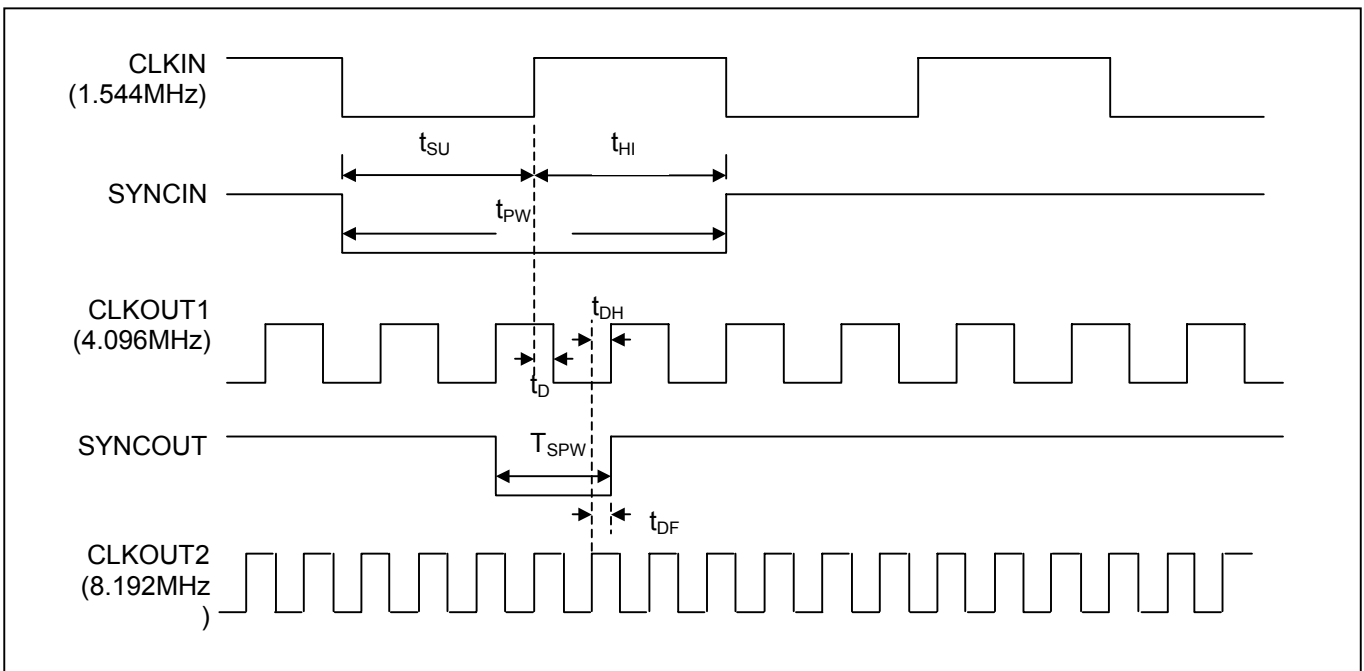 CLKIN
(1.544MHz)
tSU
tHI
SYNCIN
tPW
CLKOUT1
(4.096MHz)
tDH
tD
SYNCOUT
TSPW
tDF
CLKOUT2
(8.192MHz
)